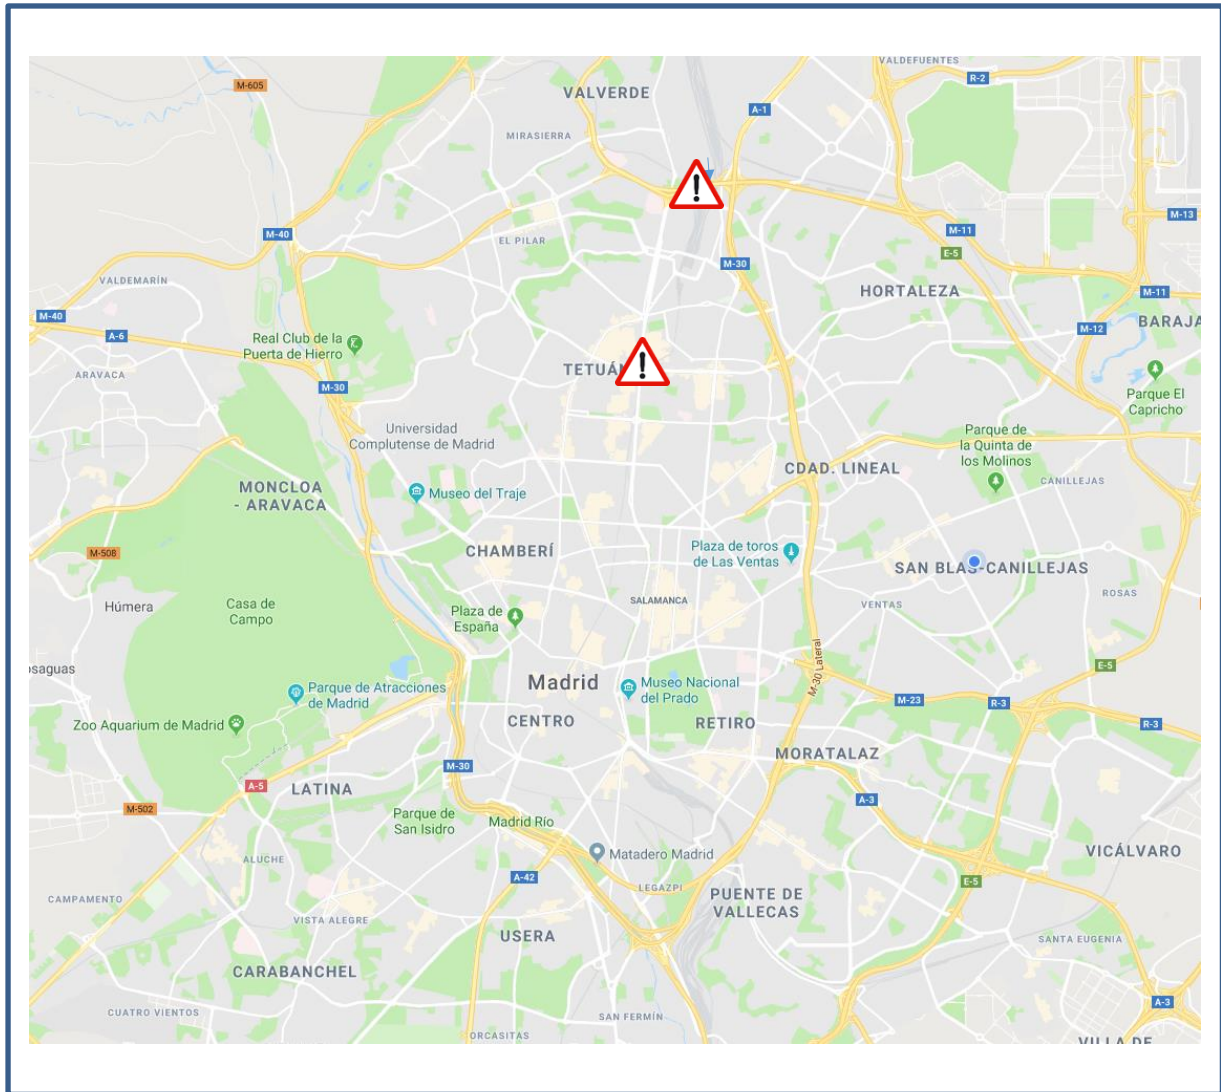 VALDEFUENTES
R-2
M-605
VALVERDE
A-1
MIRASIERRA
M-13
M-40
EL PILAR
M-11
E-5
M-30
VALDEMARÍN
HORTALEZA
M-11
M-40
A-6
Real Club de la
Puerta de Hierro
M-12
BARAJA
ARAVACA
TETUÁ
M-30
Parque El
Capricho
Universidad
Complutense de Madrid
Parque de
la Quinta de
los Molinos
CDAD. LINEAL
CANILLEJAS
MONCLOA
- ARAVACA
Museo del Traje
M-508
CHAMBERÍ
Plaza de toros
de Las Ventas
SAN BLAS-CANILLEJAS
ROSAS
Húmera
Casa de
Campo
Plaza de
España
SALAMANCA
VENTAS
osaguas
M-30 Lateral
E-5
Madrid
Museo Nacional
del Prado
Parque de Atracciones
de Madrid
M-23
R-3
Zoo Aquarium de Madrid
CENTRO
RETIRO
R-3
MORATALAZ
M-30
A-5
LATINA
M-502
A-3
Parque de
San Isidro
Madrid Río
Matadero Madrid
VICÁLVARO
ALUCHE
A-42
LEGAZPI
E-5
CAMPAMENTO
PUENTE DE
VALLECAS
VISTA ALEGRE
USERA
SANTA EUGENIA
CARABANCHEL
A-3
CUATRO VIENTOS
SAN FERMÍN
ORCASITAS
VILLA DE